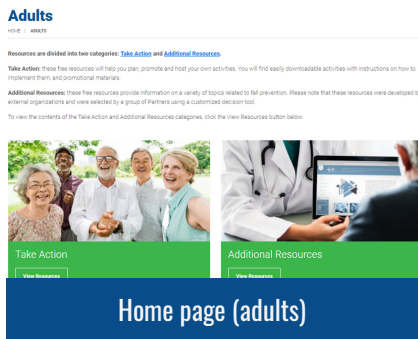 Adults
HOME / ADULTS
Resources are divided into two categories: Take Action and Additional Resources.
Take Action: these free resources will help you plan, promote and host your own activities. You will find easily downloadable activities with instructions on how to
implement them, and promotional materials.
Additional Resources: these free resources provide information on a variety of topics related to fall prevention. Please note that these resources were developed b
external organizations and were selected by a group of Partners using a customized decision tool.
To view the contents of the Take Action and Additional Resources categories, click the View Resources button below.
Take Action
Additional Resources
View Resources
View Resources
Home page (adults)